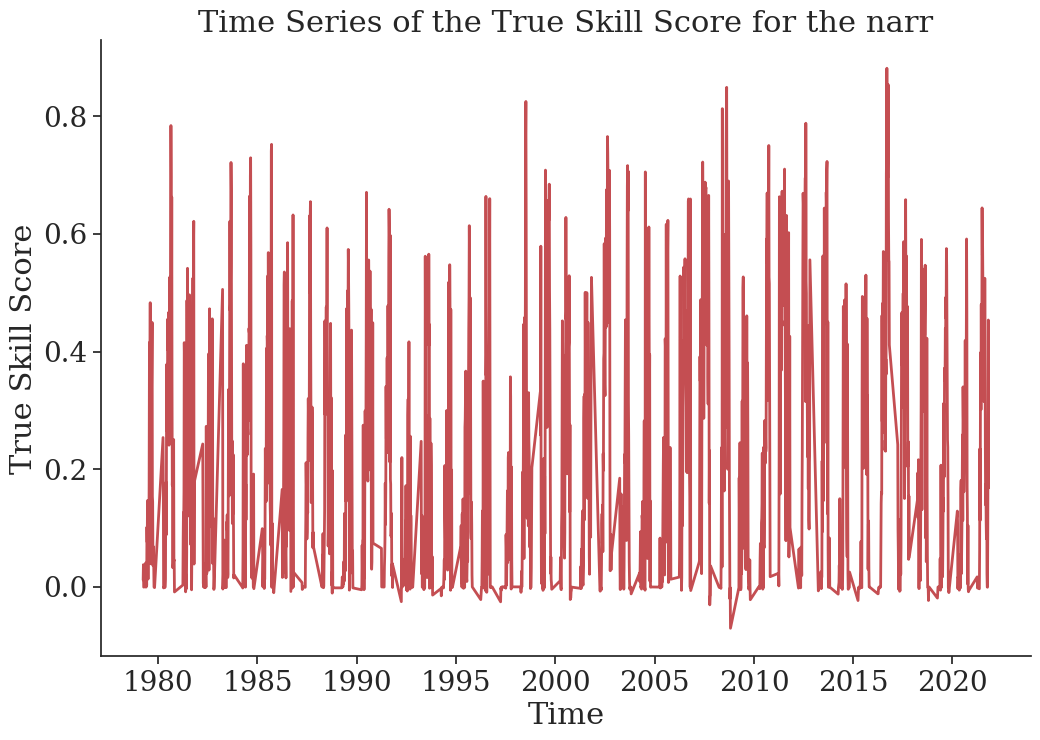 Time Series of the True Skill Score for the narr
True Skill Score
0.8
0.6
0.4
0.2
0.0
1980 1985 1990 1995 2000 2005 2010 2015 2020
Time